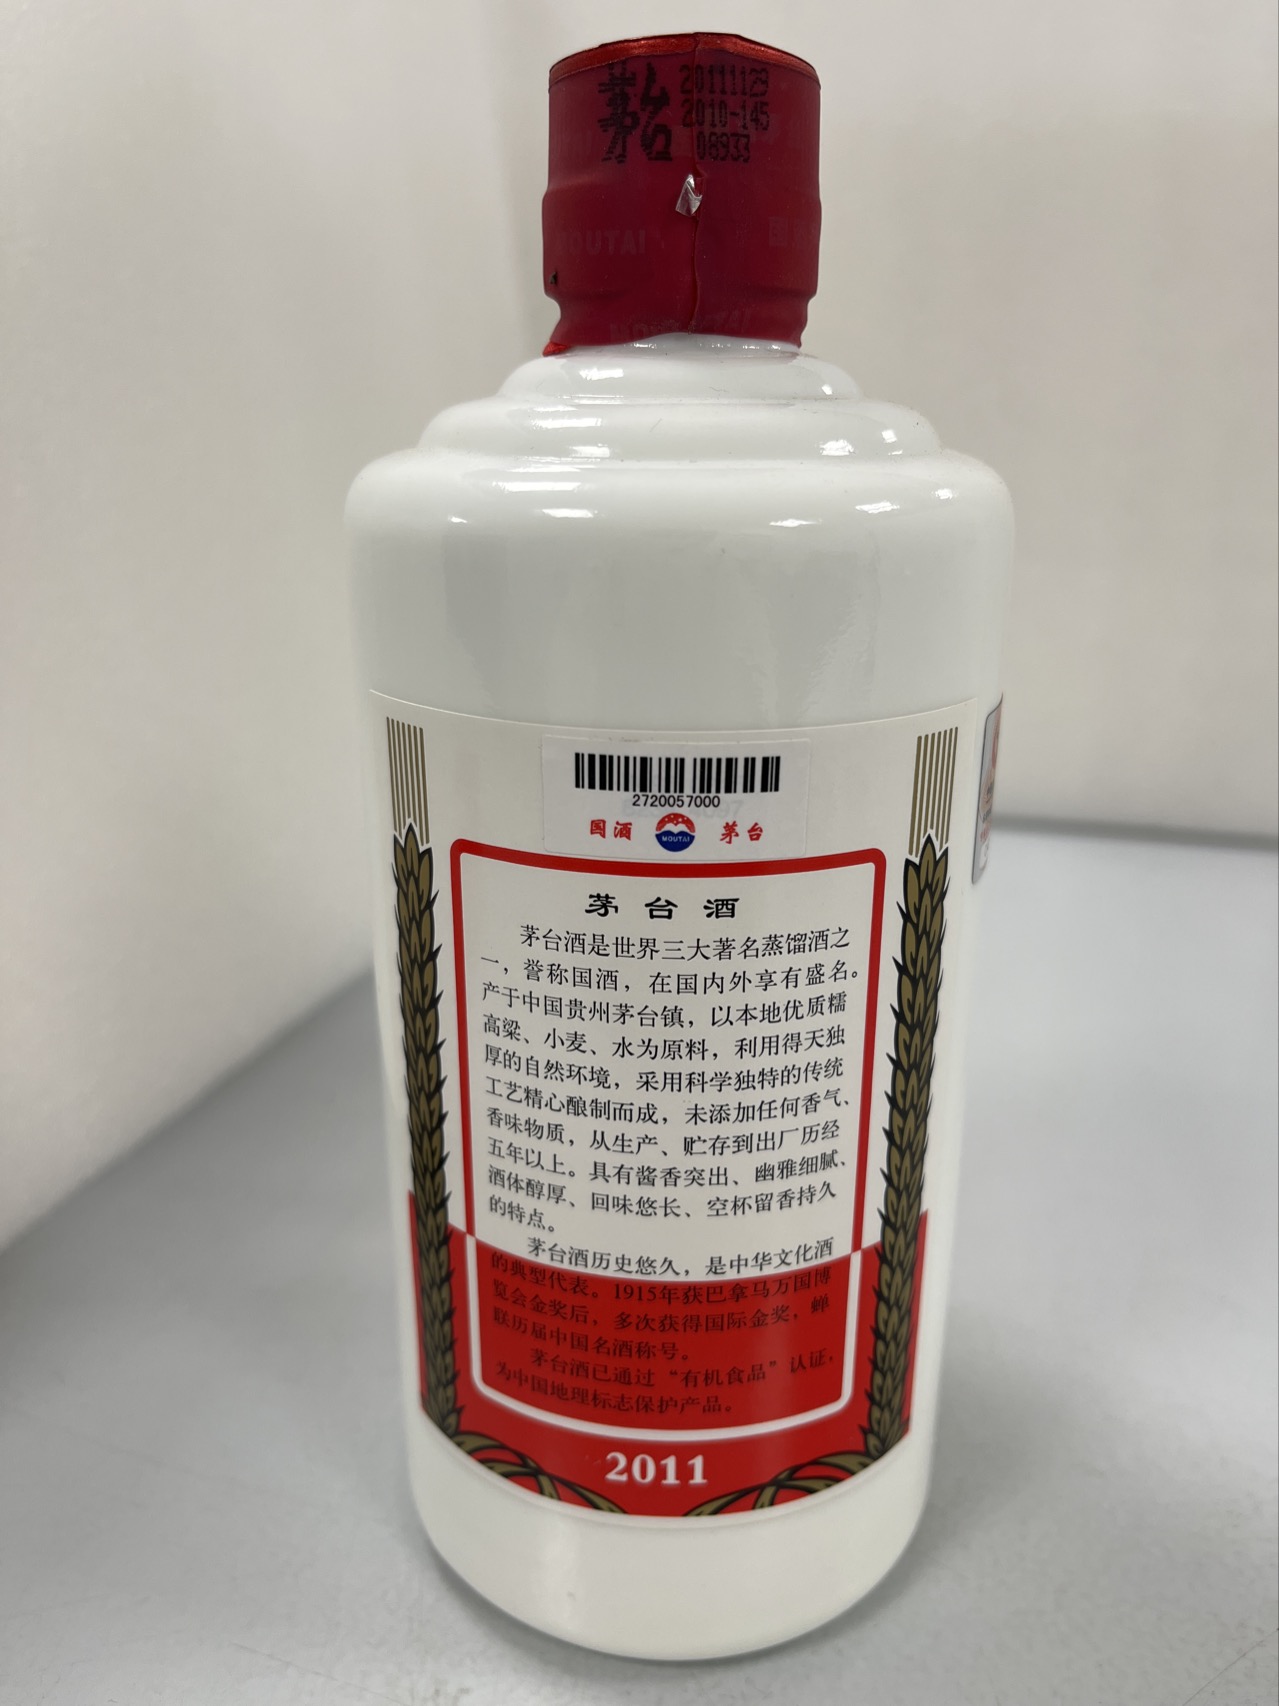 茅台
20111129
2010-145
08933
MOUTAI
MOUTAI
2720057000
国酒 MOUTAI 茅台
茅台酒
茅台酒是世界三大著名蒸馏酒之
一，誉称国酒，在国内外享有盛名。
产于中国贵州茅台镇，以本地优质糯
高粱、小麦、水为原料，利用得天独
厚的自然环境，采用科学独特的传统
工艺精心酿制而成，未添加任何香气、
香味物质，从生产、贮存到出厂历经
五年以上。具有酱香突出、幽雅细腻、
酒体醇厚、回味悠长、空杯留香持久
的特点。
茅台酒历史悠久，是中华文化酒
的典型代表。1915年获巴拿马万国博
览会金奖后，多次获得国际金奖，蝉
联历届中国名酒称号。
茅台酒已通过“有机食品”认证，
为中国地理标志保护产品。
2011